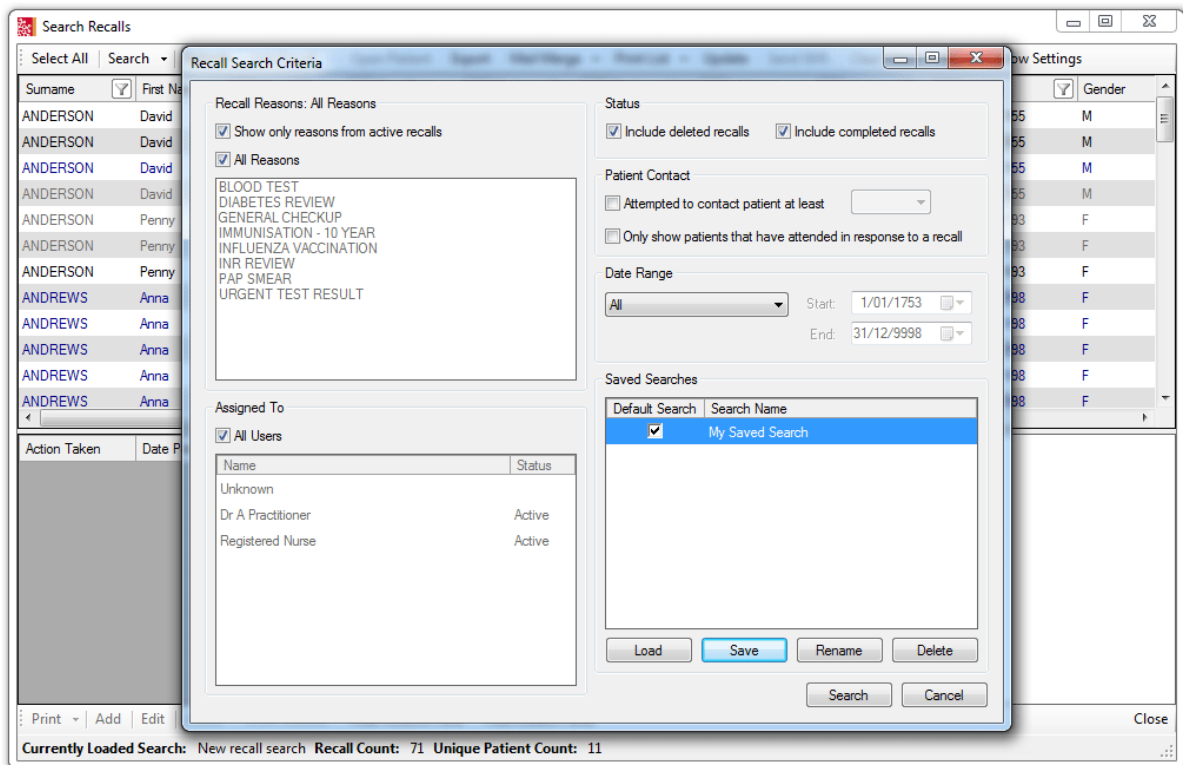 Search Recalls
Select All Search ow Settings
Surname First Na Gender
ANDERSON David 55 M
ANDERSON David 55 M
ANDERSON David 55 M
ANDERSON David 55 M
ANDERSON Penny 93 F
ANDERSON Penny 93 F
ANDERSON Penny 93 F
ANDREWS Anna 98 F
ANDREWS Anna 98 F
ANDREWS Anna 98 F
ANDREWS Anna 98 F
ANDREWS Anna 98 F
Action Taken Date P
Recall Search Criteria
Recall Reasons: All Reasons
Show only reasons from active recalls
All Reasons
BLOOD TEST
DIABETES REVIEW
GENERAL CHECKUP
IMMUNISATION - 10 YEAR
INFLUENZA VACCINATION
INR REVIEW
PAP SMEAR
URGENT TEST RESULT
Assigned To
All Users
Name Status
Unknown
Dr A Practitioner Active
Registered Nurse Active
Status
Include deleted recalls Include completed recalls
Patient Contact
Attempted to contact patient at least
Only show patients that have attended in response to a recall
Date Range
All Start: 1/01/1753
End: 31/12/9998
Saved Searches
Default Search Search Name
My Saved Search
Load Save Rename Delete
Search Cancel
Print Add Edit Close
Currently Loaded Search: New recall search Recall Count: 71 Unique Patient Count: 11